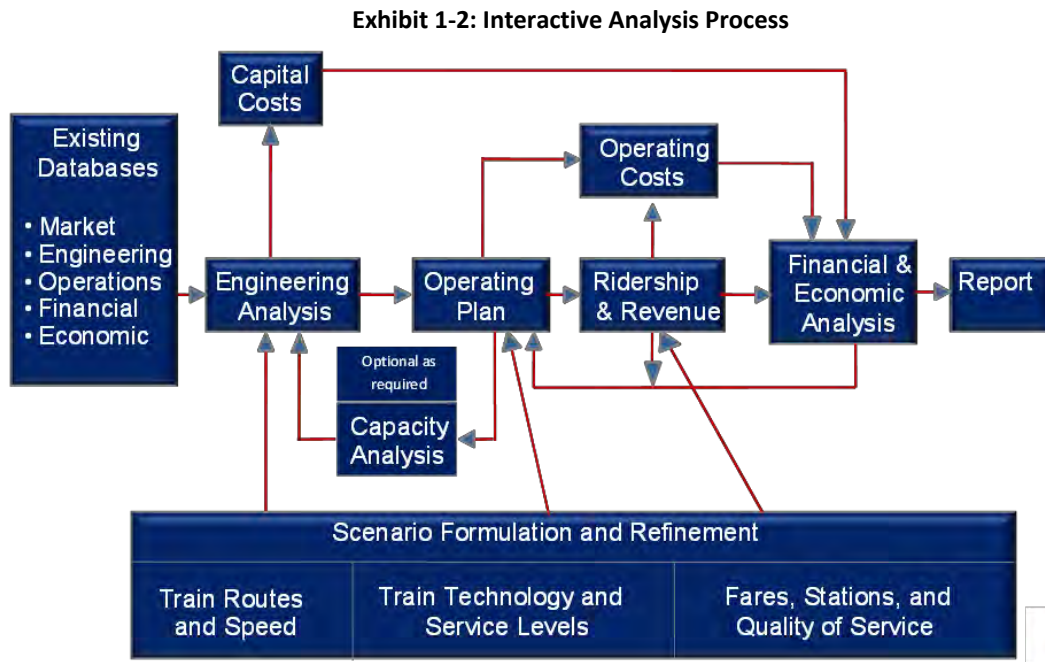 Exhibit 1-2: Interactive Analysis Process
Capital
Costs
Existing
Databases
• Market
• Engineering
• Operations
• Financial
• Economic
Operating
Costs
Engineering
Analysis
Operating
Plan
Ridership
& Revenue
Financial &
Economic
Analysis
Report
Optional as
required
Capacity
Analysis
Scenario Formulation and Refinement
Train Routes
and Speed
Train Technology and
Service Levels
Fares, Stations, and
Quality of Service